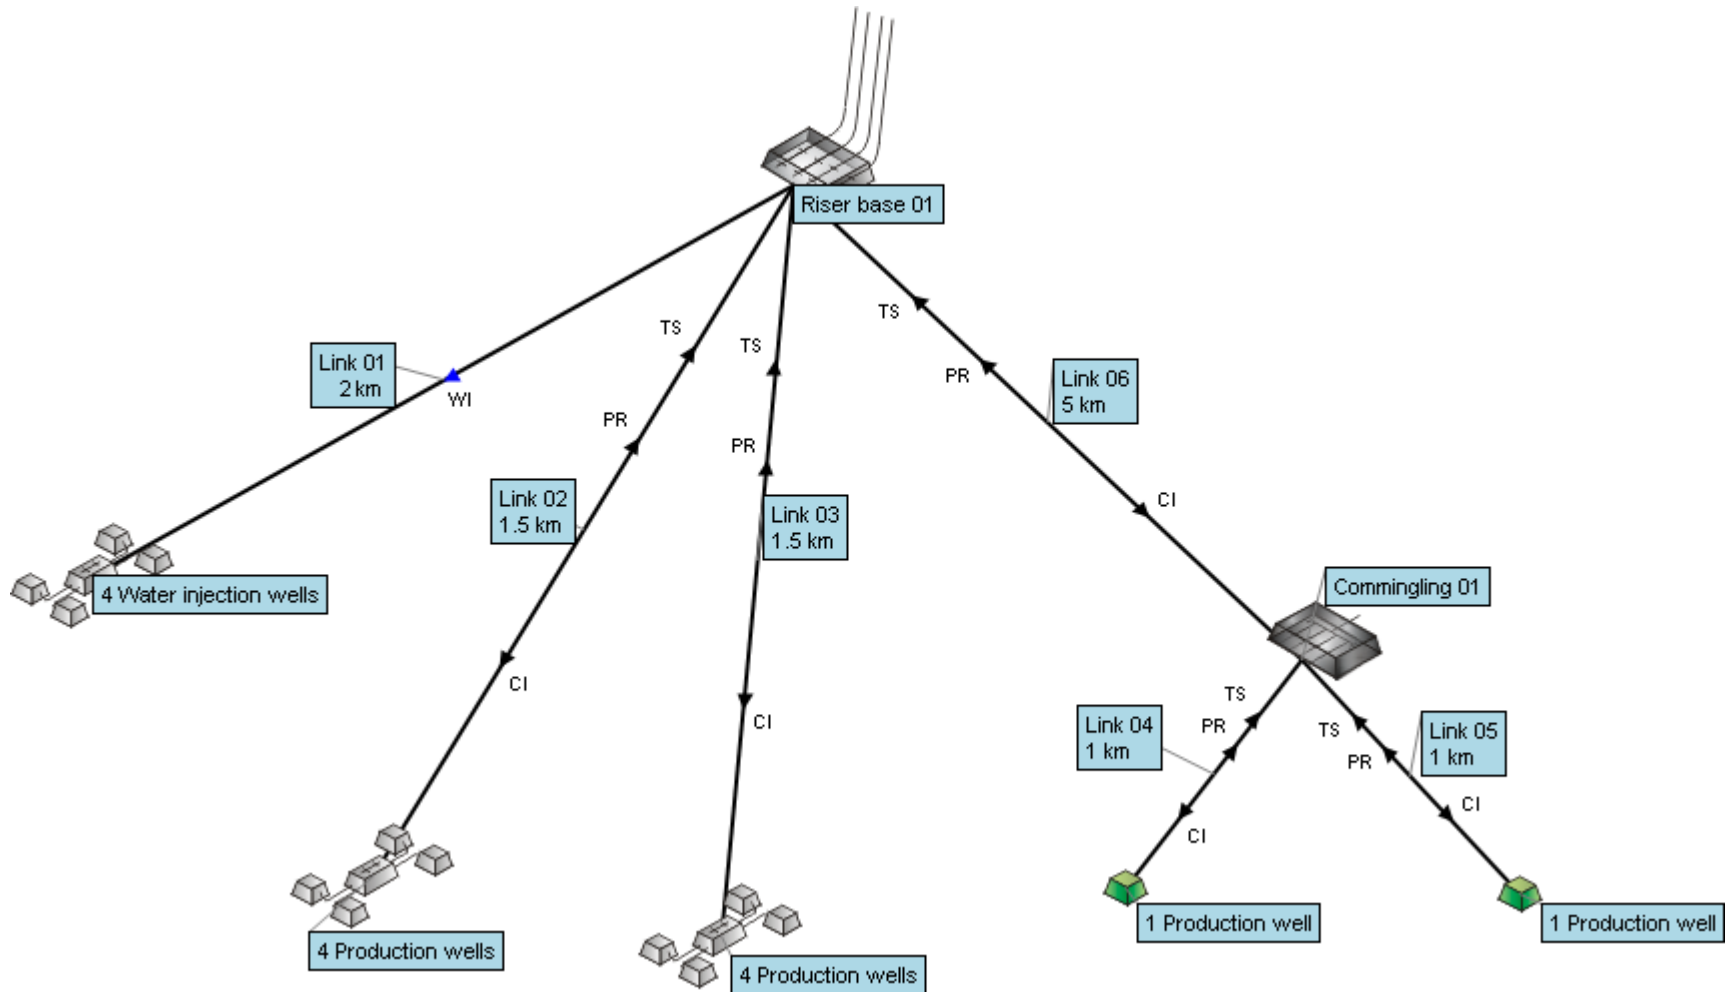 Riser base 01
TS
TS
TS
Link 01
2 km
WI
Link 06
5 km
PR
PR
PR
Link 02
1.5 km
Link 03
1.5 km
CI
4 Water injection wells
Commingling 01
CI
CI
TS
Link 04
1 km
PR
TS
Link 05
1 km
PR
CI
CI
1 Production well
1 Production well
4 Production wells
4 Production wells